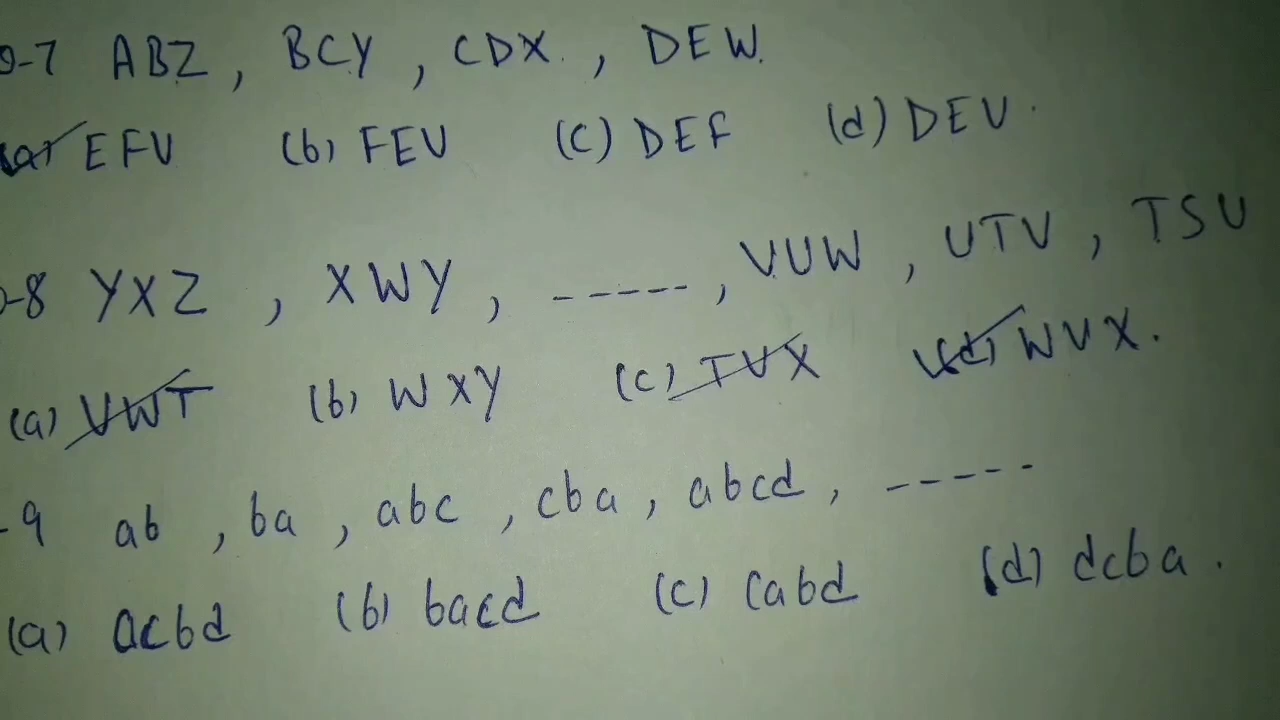 Q-7 ABZ, BCY, CDX., DEW.
(a) EFV (b) FEV (c) DEF (d) DEV.
Q-8 YXZ, XWY, -----, VUW, UTV, TSU
(a) VWT (b) WXY (c) TVX (d) WVX.
-9 ab, ba, abc, cba, abcd, -----
(a) acbd (b) bacd (c) cabd (d) dcba.